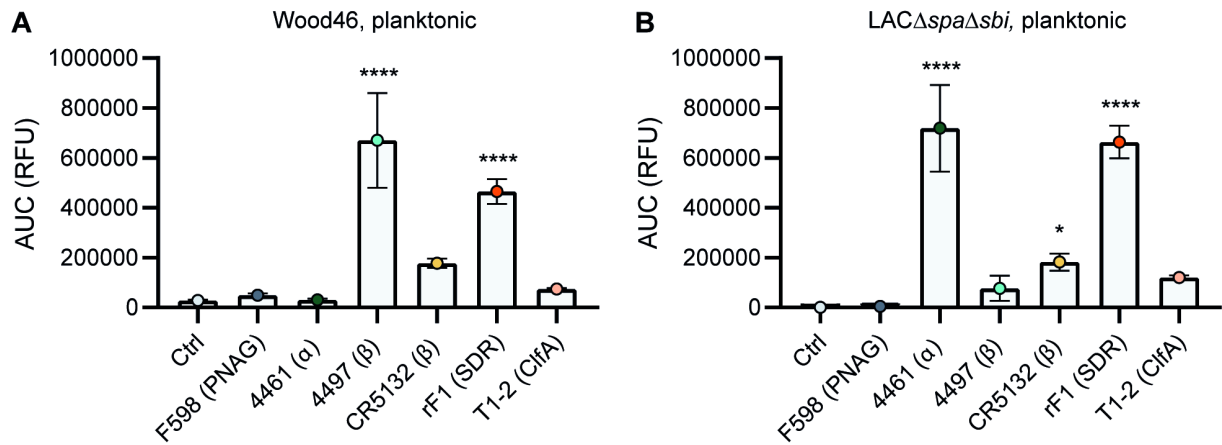 A
Wood46, planktonic
AUC (RFU)
1000000
800000
600000
400000
200000
0
****
****
Ctrl
F598 (PNAG)
4461 (α)
4497 (β)
CR5132 (β)
rF1 (SDR)
T1-2 (ClfA)
B
LACΔspaΔsbi, planktonic
AUC (RFU)
1000000
800000
600000
400000
200000
0
****
*
****
Ctrl
F598 (PNAG)
4461 (α)
4497 (β)
CR5132 (β)
rF1 (SDR)
T1-2 (ClfA)